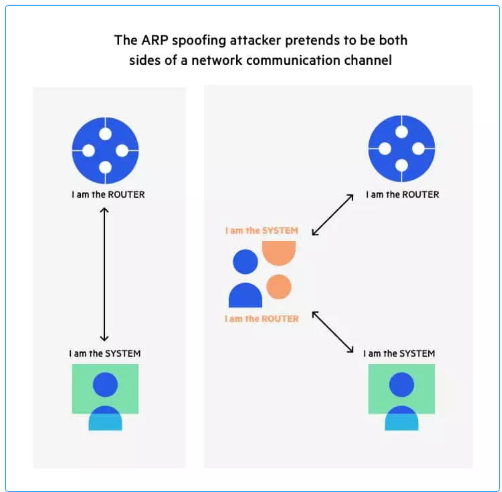 The ARP spoofing attacker pretends to be both
sides of a network communication channel
I am the ROUTER
I am the SYSTEM
I am the ROUTER
I am the SYSTEM
I am the ROUTER
I am the SYSTEM